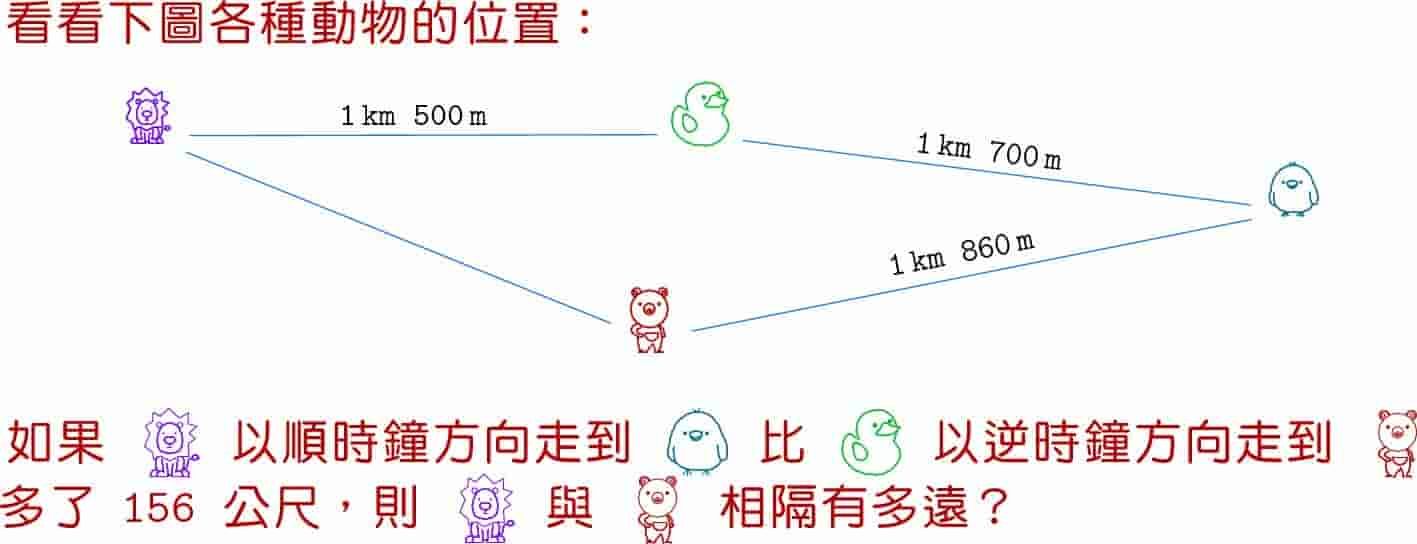 看看下圖各種動物的位置：
1 km 500 m
1 km 700 m
1 km 860 m
如果 以順時鐘方向走到 比 以逆時鐘方向走到
多了 156 公尺，則 與 相隔有多遠？